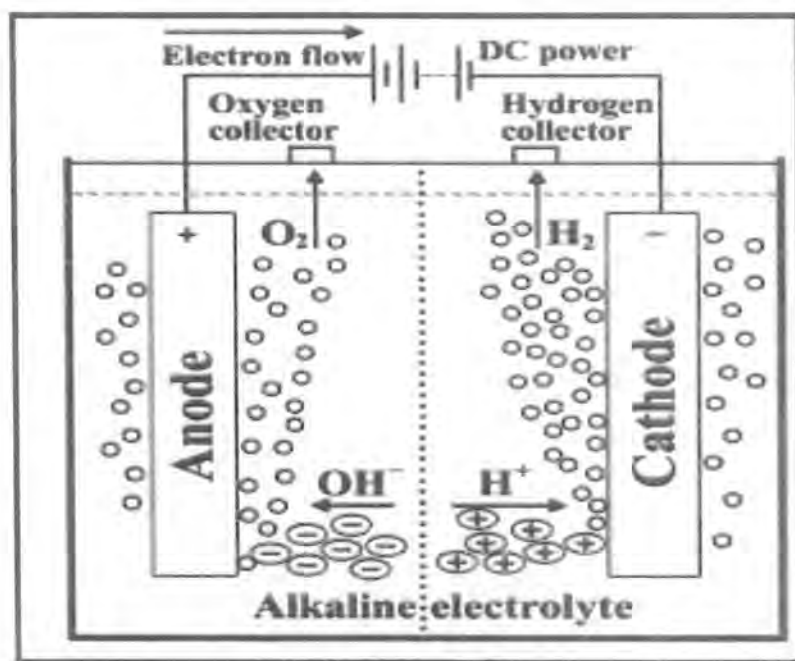 Electron flow DC power
Oxygen collector
Hydrogen collector
+ −
O₂ H₂
Anode
Cathode
OH⁻ H⁺
Alkaline electrolyte